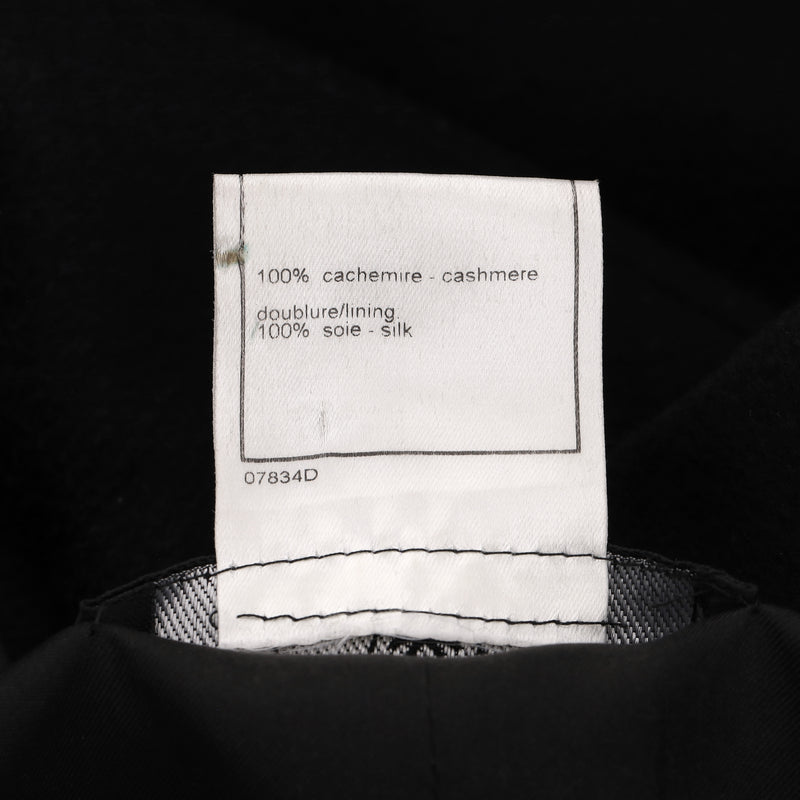 100% cachemire - cashmere
doublure/lining
100% soie - silk
07834D